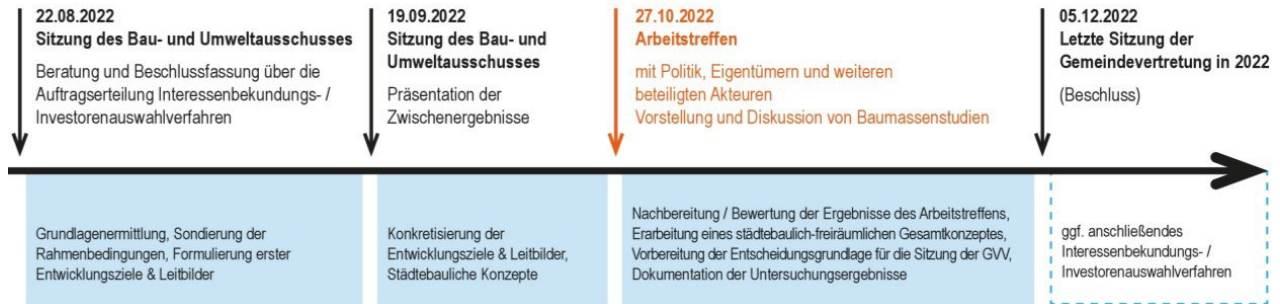 22.08.2022
Sitzung des Bau- und Umweltausschusses
Beratung und Beschlussfassung über die
Auftragserteilung Interessenbekundungs- /
Investorenauswahlverfahren
19.09.2022
Sitzung des Bau- und
Umweltausschusses
Präsentation der
Zwischenergebnisse
27.10.2022
Arbeitstreffen
mit Politik, Eigentümern und weiteren
beteiligten Akteuren
Vorstellung und Diskussion von Baumassenstudien
05.12.2022
Letzte Sitzung der
Gemeindevertretung in 2022
(Beschluss)
Grundlagenermittlung, Sondierung der
Rahmenbedingungen, Formulierung erster
Entwicklungsziele & Leitbilder
Konkretisierung der
Entwicklungsziele & Leitbilder,
Städtebauliche Konzepte
Nachbereitung / Bewertung der Ergebnisse des Arbeitstreffens,
Erarbeitung eines städtebaulich-freiräumlichen Gesamtkonzeptes,
Vorbereitung der Entscheidungsgrundlage für die Sitzung der GVV,
Dokumentation der Untersuchungsergebnisse
ggf. anschließendes
Interessenbekundungs- /
Investorenauswahlverfahren